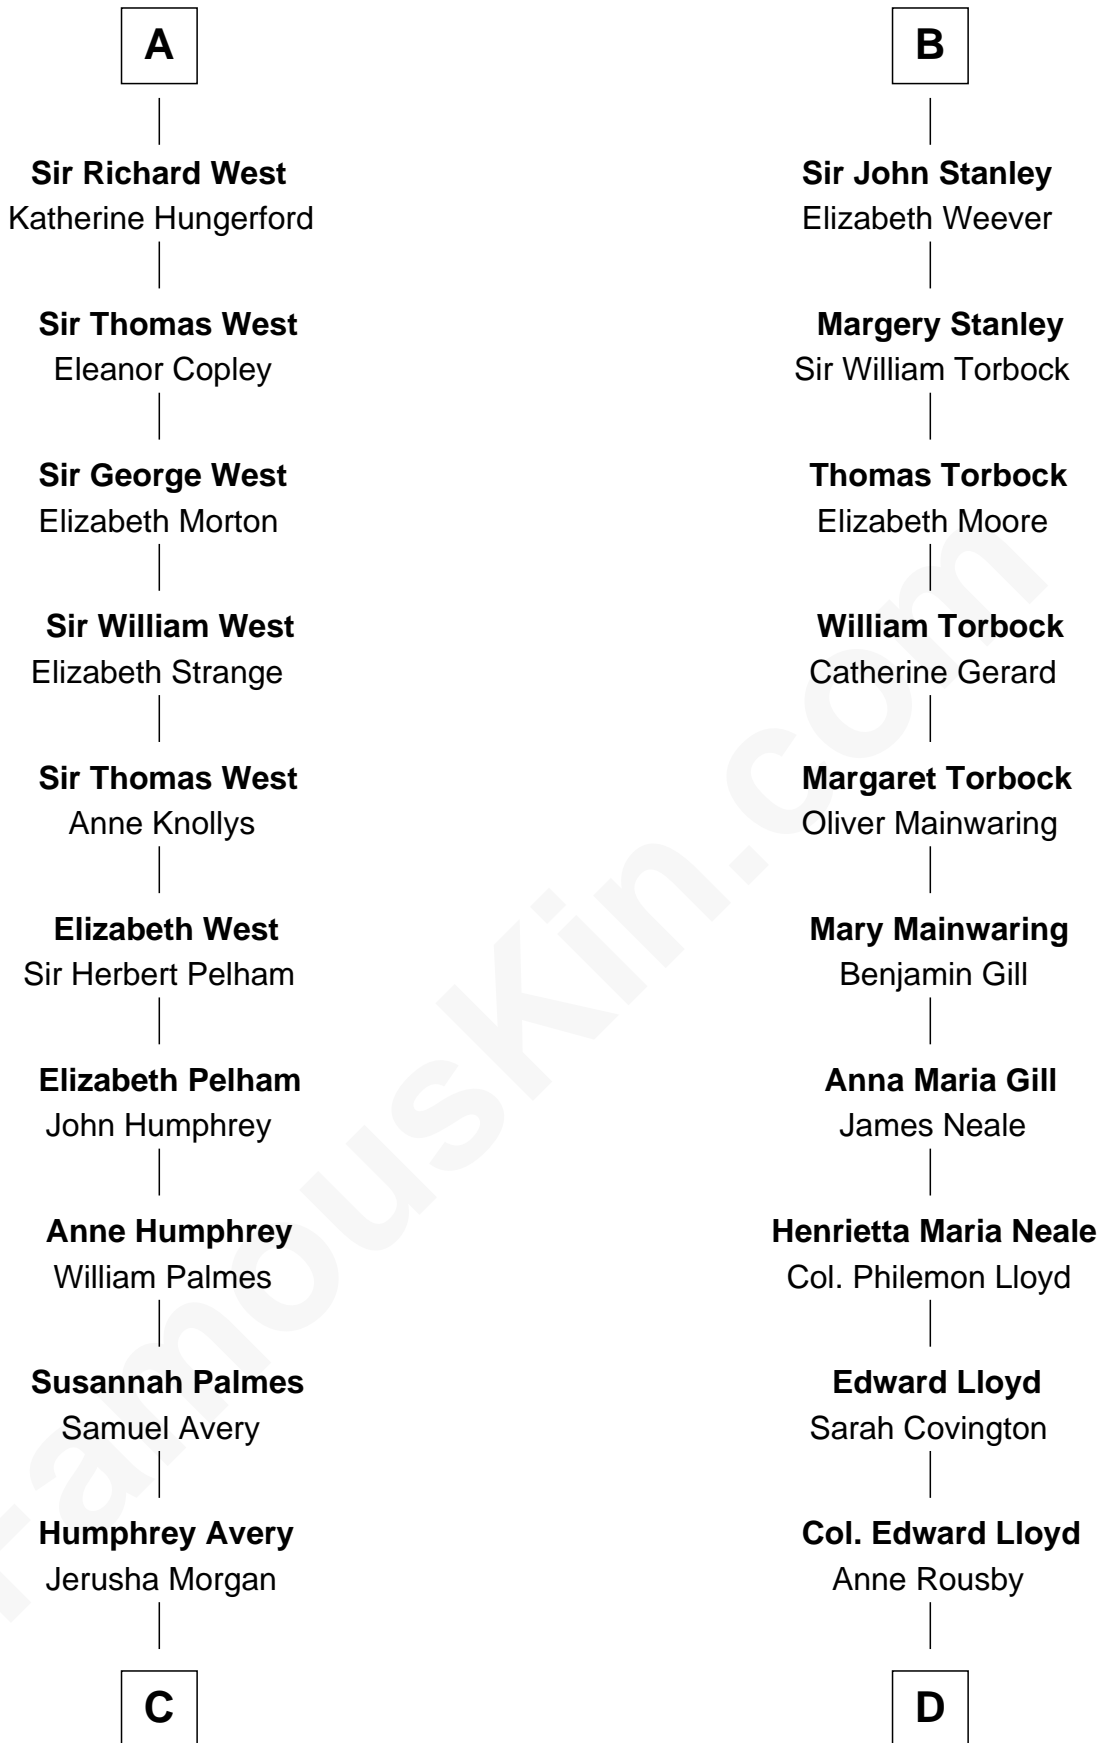 A
Sir Richard West
Katherine Hungerford
Sir Thomas West
Eleanor Copley
Sir George West
Elizabeth Morton
Sir William West
Elizabeth Strange
Sir Thomas West
Anne Knollys
Elizabeth West
Sir Herbert Pelham
Elizabeth Pelham
John Humphrey
Anne Humphrey
William Palmes
Susannah Palmes
Samuel Avery
Humphrey Avery
Jerusha Morgan
C
B
Sir John Stanley
Elizabeth Weever
Margery Stanley
Sir William Torbock
Thomas Torbock
Elizabeth Moore
William Torbock
Catherine Gerard
Margaret Torbock
Oliver Mainwaring
Mary Mainwaring
Benjamin Gill
Anna Maria Gill
James Neale
Henrietta Maria Neale
Col. Philemon Lloyd
Edward Lloyd
Sarah Covington
Col. Edward Lloyd
Anne Rousby
D
FamousKin.com